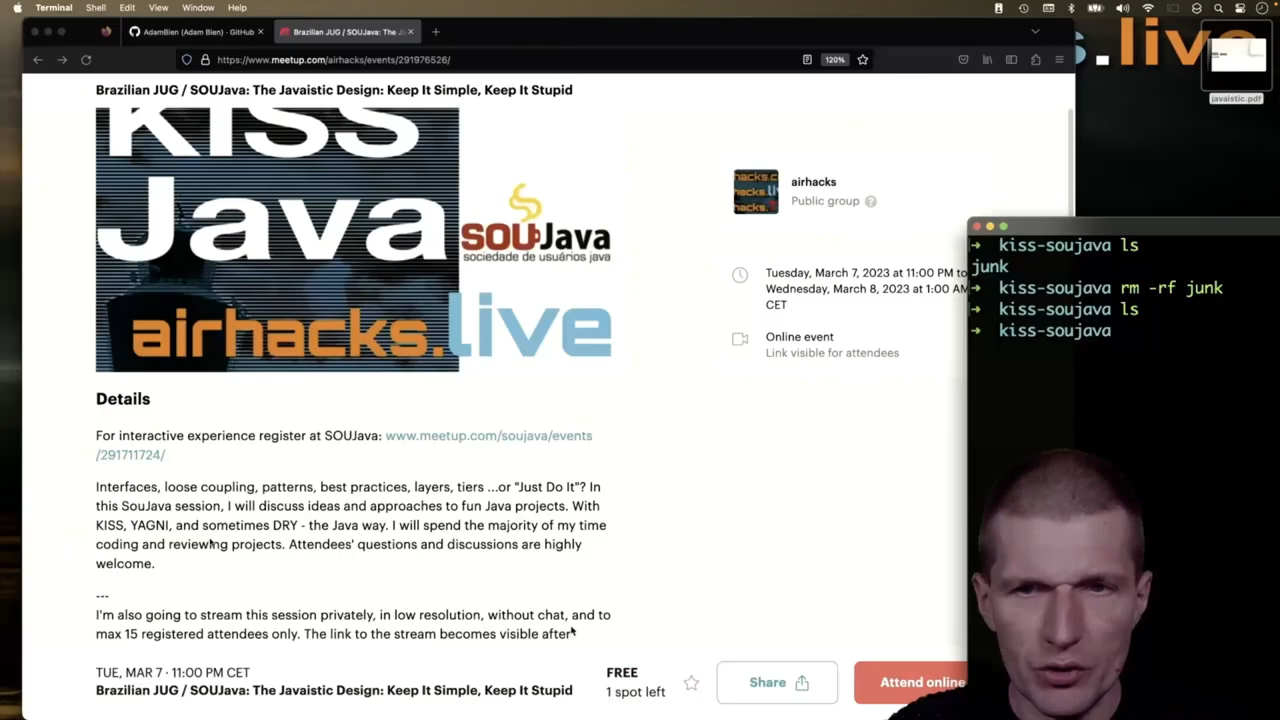 Terminal Shell Edit View Window Help
AdamBien (Adam Bien) · GitHub
Brazilian JUG / SOUJava: The Ja
https://www.meetup.com/airhacks/events/291976526/
120%
.live
javaistic.pdf
Brazilian JUG / SOUJava: The Javaistic Design: Keep It Simple, Keep It Stupid
KISS
Java
SOUJava
sociedade de usuários java
airhacks.live
airhacks
Public group
Tuesday, March 7, 2023 at 11:00 PM to
Wednesday, March 8, 2023 at 1:00 AM
CET
Online event
Link visible for attendees
➜ kiss-soujava ls
junk
➜ kiss-soujava rm -rf junk
➜ kiss-soujava ls
➜ kiss-soujava
Details
For interactive experience register at SOUJava: www.meetup.com/soujava/events
/291711724/
Interfaces, loose coupling, patterns, best practices, layers, tiers ...or "Just Do It"? In
this SouJava session, I will discuss ideas and approaches to fun Java projects. With
KISS, YAGNI, and sometimes DRY - the Java way. I will spend the majority of my time
coding and reviewing projects. Attendees' questions and discussions are highly
welcome.
---
I'm also going to stream this session privately, in low resolution, without chat, and to
max 15 registered attendees only. The link to the stream becomes visible after
TUE, MAR 7 · 11:00 PM CET
Brazilian JUG / SOUJava: The Javaistic Design: Keep It Simple, Keep It Stupid
FREE
1 spot left
Share
Attend online